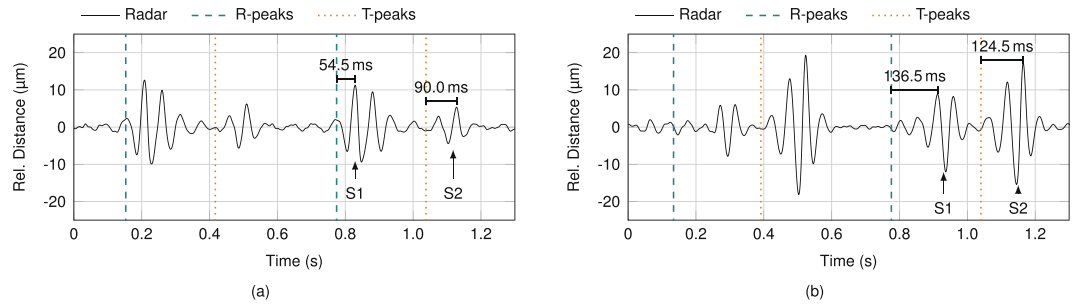 Radar R-peaks T-peaks
20
10
0
-10
-20
Rel. Distance (µm)
54.5 ms
90.0 ms
S1
S2
0 0.2 0.4 0.6 0.8 1.0 1.2
Time (s)
(a)
Radar R-peaks T-peaks
20
10
0
-10
-20
Rel. Distance (µm)
124.5 ms
136.5 ms
S1
S2
0 0.2 0.4 0.6 0.8 1.0 1.2
Time (s)
(b)